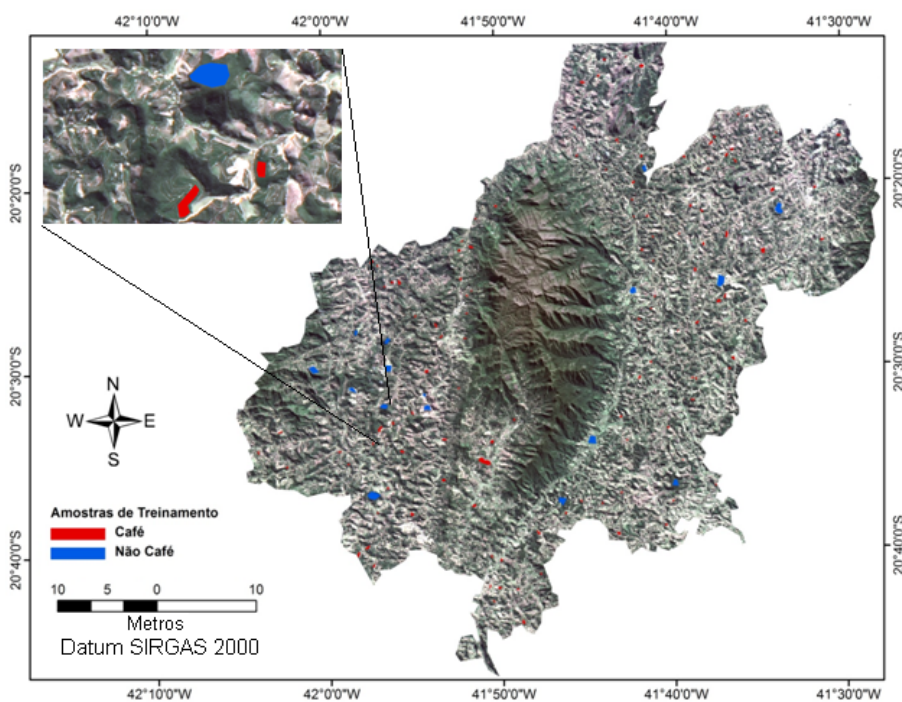 42°10'0"W 42°0'0"W 41°50'0"W 41°40'0"W 41°30'0"W
20°20'0"S 20°20'0"S
20°30'0"S 20°30'0"S
20°40'0"S 20°40'0"S
N
W E
S
Amostras de Treinamento
Café
Não Café
10 0 10
Metros
Datum SIRGAS 2000
42°10'0"W 42°0'0"W 41°50'0"W 41°40'0"W 41°30'0"W